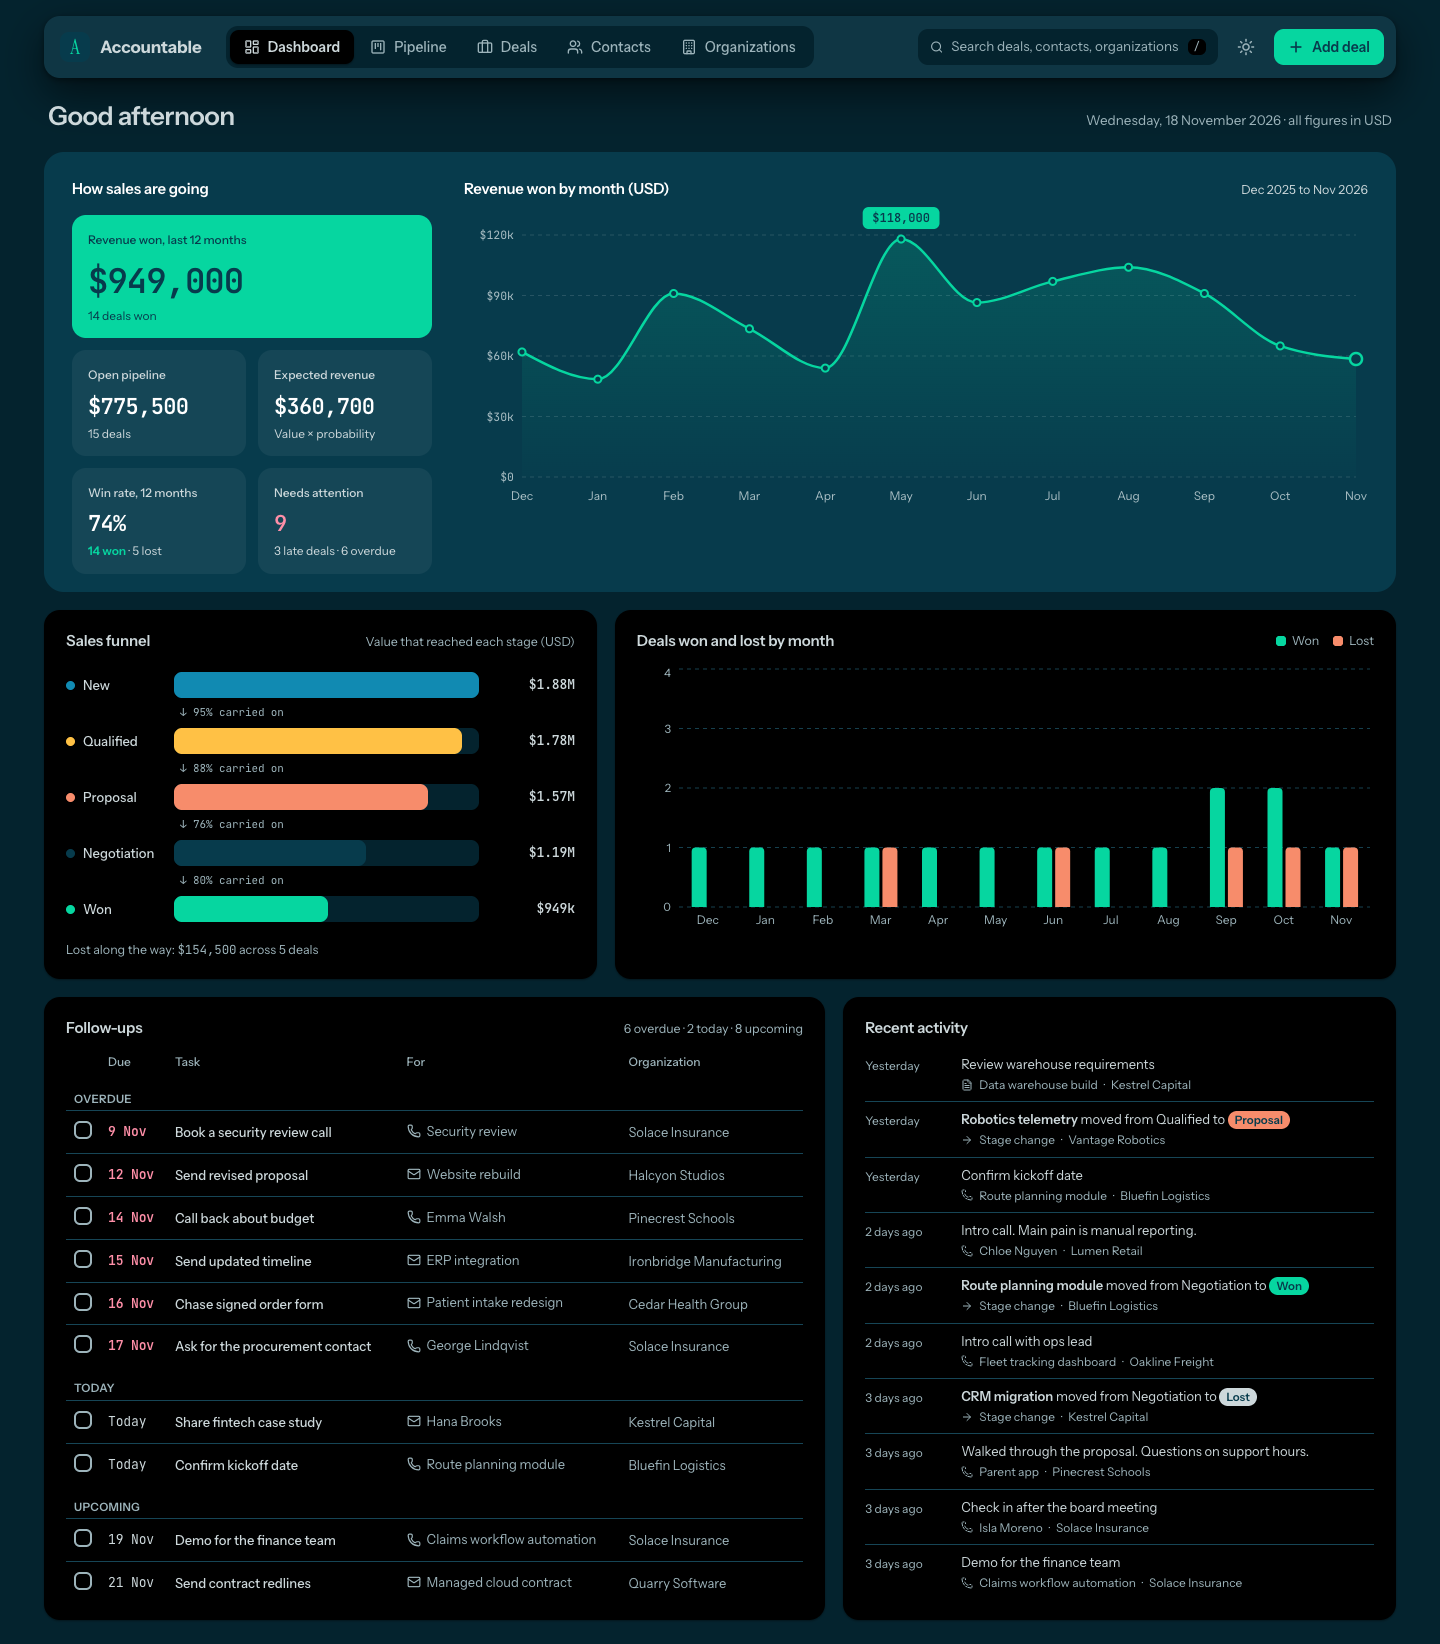 A Accountable Dashboard Pipeline Deals Contacts Organizations Search deals, contacts, organizations / + Add deal
Good afternoon
Wednesday, 18 November 2026 · all figures in USD
How sales are going
Revenue won, last 12 months
$949,000
14 deals won
Open pipeline
$775,500
15 deals
Expected revenue
$360,700
Value × probability
Win rate, 12 months
74%
14 won · 5 lost
Needs attention
9
3 late deals · 6 overdue
Revenue won by month (USD)
Dec 2025 to Nov 2026
$118,000
$120k
$90k
$60k
$30k
$0
Dec Jan Feb Mar Apr May Jun Jul Aug Sep Oct Nov
Sales funnel
Value that reached each stage (USD)
New $1.88M
↓ 95% carried on
Qualified $1.78M
↓ 88% carried on
Proposal $1.57M
↓ 76% carried on
Negotiation $1.19M
↓ 80% carried on
Won $949k
Lost along the way: $154,500 across 5 deals
Deals won and lost by month
Won Lost
4
3
2
1
0
Dec Jan Feb Mar Apr May Jun Jul Aug Sep Oct Nov
Follow-ups
6 overdue · 2 today · 8 upcoming
Due Task For Organization
OVERDUE
9 Nov Book a security review call Security review Solace Insurance
12 Nov Send revised proposal Website rebuild Halcyon Studios
14 Nov Call back about budget Emma Walsh Pinecrest Schools
15 Nov Send updated timeline ERP integration Ironbridge Manufacturing
16 Nov Chase signed order form Patient intake redesign Cedar Health Group
17 Nov Ask for the procurement contact George Lindqvist Solace Insurance
TODAY
Today Share fintech case study Hana Brooks Kestrel Capital
Today Confirm kickoff date Route planning module Bluefin Logistics
UPCOMING
19 Nov Demo for the finance team Claims workflow automation Solace Insurance
21 Nov Send contract redlines Managed cloud contract Quarry Software
Recent activity
Yesterday Review warehouse requirements
Data warehouse build · Kestrel Capital
Yesterday Robotics telemetry moved from Qualified to Proposal
→ Stage change · Vantage Robotics
Yesterday Confirm kickoff date
Route planning module · Bluefin Logistics
2 days ago Intro call. Main pain is manual reporting.
Chloe Nguyen · Lumen Retail
2 days ago Route planning module moved from Negotiation to Won
→ Stage change · Bluefin Logistics
2 days ago Intro call with ops lead
Fleet tracking dashboard · Oakline Freight
3 days ago CRM migration moved from Negotiation to Lost
→ Stage change · Kestrel Capital
3 days ago Walked through the proposal. Questions on support hours.
Parent app · Pinecrest Schools
3 days ago Check in after the board meeting
Isla Moreno · Solace Insurance
3 days ago Demo for the finance team
Claims workflow automation · Solace Insurance